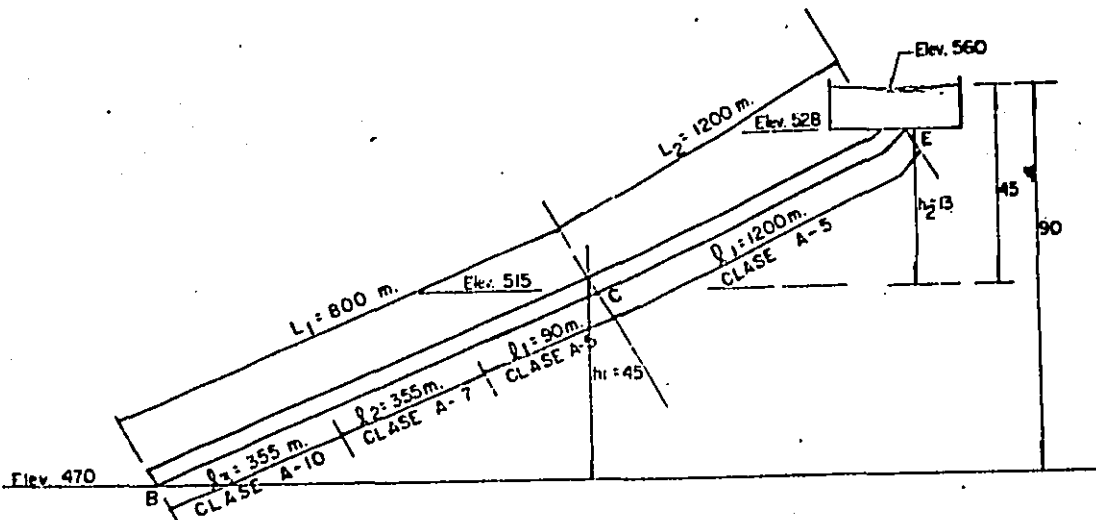 Elev. 560
L2 = 1200 m.
Elev. 528
E
h2=13
45
90
l1 = 1200 m.
CLASE A-5
Elev. 515
L1 = 800 m.
C
l1 = 90 m.
CLASE A-5
h1 = 45
l2 = 355 m.
CLASE A-7
l3 = 355 m.
CLASE A-10
Elev. 470
B